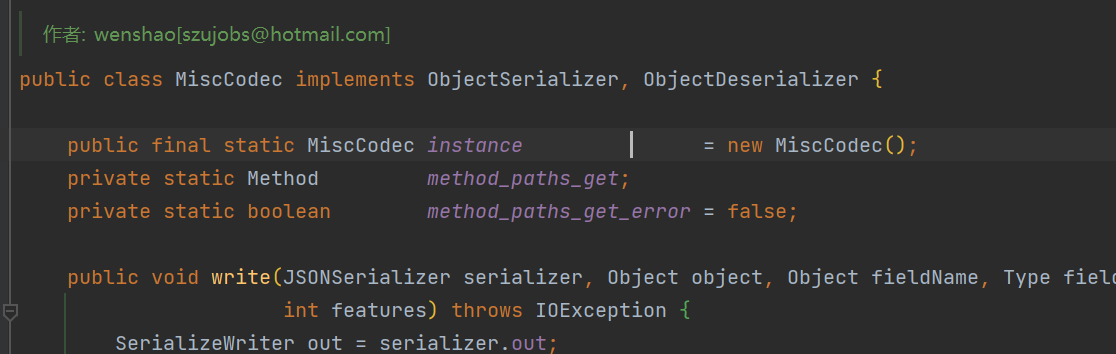 作者: wenshao[szujobs@hotmail.com]
public class MiscCodec implements ObjectSerializer, ObjectDeserializer {
public final static MiscCodec instance = new MiscCodec();
private static Method method_paths_get;
private static boolean method_paths_get_error = false;
public void write(JSONSerializer serializer, Object object, Object fieldName, Type fiel
int features) throws IOException {
SerializeWriter out = serializer.out;